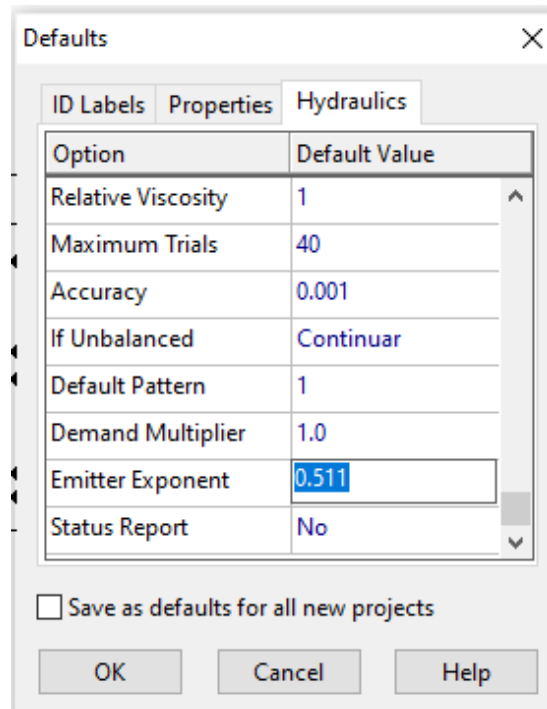 Defaults
ID Labels Properties Hydraulics
Option Default Value
Relative Viscosity 1
Maximum Trials 40
Accuracy 0.001
If Unbalanced Continuar
Default Pattern 1
Demand Multiplier 1.0
Emitter Exponent 0.511
Status Report No
Save as defaults for all new projects
OK Cancel Help